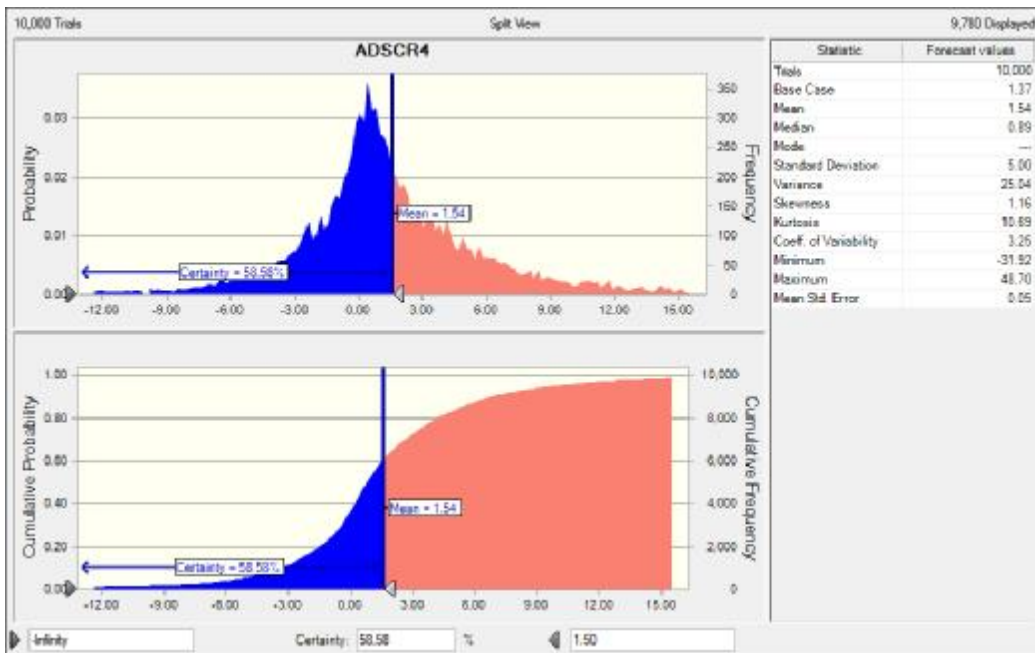 10,000 Trials Split View 9,780 Displayed
ADSCR4
Probability
0.03
0.02
0.01
0.00
350
300
250
200
150
100
50
0
Frequency
Mean = 1.54
Certainty = 58.58%
-12.00 -9.00 -6.00 -3.00 0.00 3.00 6.00 9.00 12.00 15.00
Cumulative Probability
1.00
0.80
0.60
0.40
0.20
0.00
10,000
8,000
6,000
4,000
2,000
0
Cumulative Frequency
Mean = 1.54
Certainty = 58.58%
-12.00 -9.00 -6.00 -3.00 0.00 3.00 6.00 9.00 12.00 15.00
Statistic Forecast values
Trials 10,000
Base Case 1.37
Mean 1.54
Median 0.89
Mode ---
Standard Deviation 5.00
Variance 25.04
Skewness 1.16
Kurtosis 10.69
Coeff. of Variability 3.25
Minimum -31.92
Maximum 48.70
Mean Std. Error 0.05
-Infinity Certainty: 58.58 % 1.50